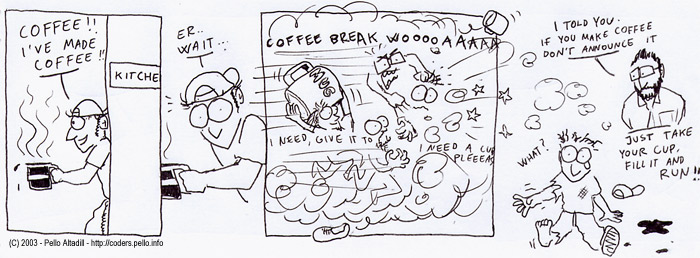 COFFEE!!
I'VE MADE
COFFEE!!
KITCHE
ER..
WAIT...
COFFEE BREAK WOOOOAAAAA
I NEED, GIVE IT TO
I NEED A CUP
PLEEEAS
WHAT?
I TOLD YOU.
IF YOU MAKE COFFEE
DON'T ANNOUNCE IT
JUST TAKE
YOUR CUP,
FILL IT AND
RUN!!
(C) 2003 - Pello Altadill - http://coders.pello.info